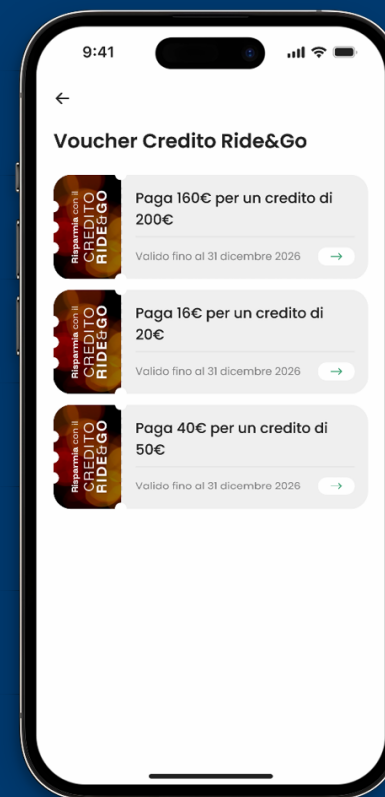 9:41
Voucher Credito Ride&Go
Risparmia con il
CREDITO
RIDE&GO
Paga 160€ per un credito di
200€
Valido fino al 31 dicembre 2026
Risparmia con il
CREDITO
RIDE&GO
Paga 16€ per un credito di
20€
Valido fino al 31 dicembre 2026
Risparmia con il
CREDITO
RIDE&GO
Paga 40€ per un credito di
50€
Valido fino al 31 dicembre 2026